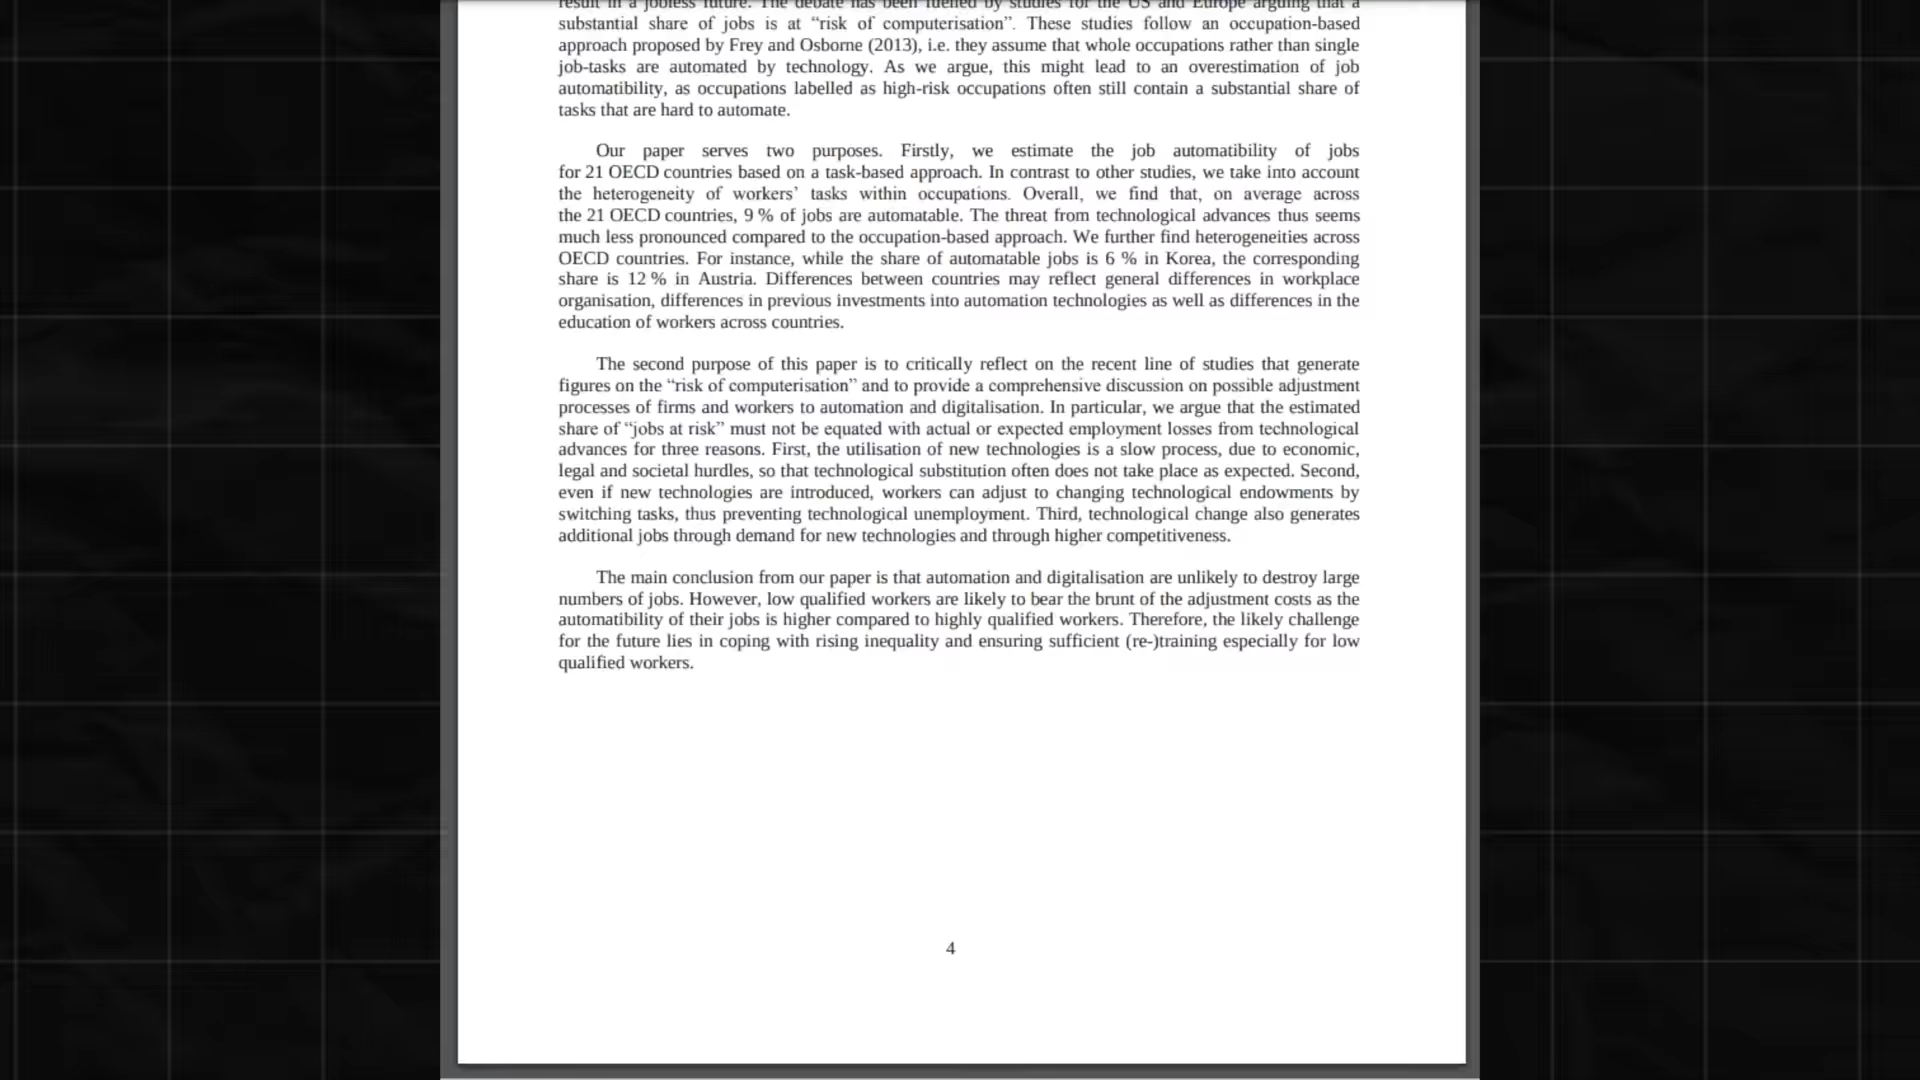 result in a jobless future. The debate has been fuelled by studies for the US and Europe arguing that a
substantial share of jobs is at “risk of computerisation”. These studies follow an occupation-based
approach proposed by Frey and Osborne (2013), i.e. they assume that whole occupations rather than single
job-tasks are automated by technology. As we argue, this might lead to an overestimation of job
automatibility, as occupations labelled as high-risk occupations often still contain a substantial share of
tasks that are hard to automate.
Our paper serves two purposes. Firstly, we estimate the job automatibility of jobs
for 21 OECD countries based on a task-based approach. In contrast to other studies, we take into account
the heterogeneity of workers’ tasks within occupations. Overall, we find that, on average across
the 21 OECD countries, 9 % of jobs are automatable. The threat from technological advances thus seems
much less pronounced compared to the occupation-based approach. We further find heterogeneities across
OECD countries. For instance, while the share of automatable jobs is 6 % in Korea, the corresponding
share is 12 % in Austria. Differences between countries may reflect general differences in workplace
organisation, differences in previous investments into automation technologies as well as differences in the
education of workers across countries.
The second purpose of this paper is to critically reflect on the recent line of studies that generate
figures on the “risk of computerisation” and to provide a comprehensive discussion on possible adjustment
processes of firms and workers to automation and digitalisation. In particular, we argue that the estimated
share of “jobs at risk” must not be equated with actual or expected employment losses from technological
advances for three reasons. First, the utilisation of new technologies is a slow process, due to economic,
legal and societal hurdles, so that technological substitution often does not take place as expected. Second,
even if new technologies are introduced, workers can adjust to changing technological endowments by
switching tasks, thus preventing technological unemployment. Third, technological change also generates
additional jobs through demand for new technologies and through higher competitiveness.
The main conclusion from our paper is that automation and digitalisation are unlikely to destroy large
numbers of jobs. However, low qualified workers are likely to bear the brunt of the adjustment costs as the
automatibility of their jobs is higher compared to highly qualified workers. Therefore, the likely challenge
for the future lies in coping with rising inequality and ensuring sufficient (re-)training especially for low
qualified workers.
4